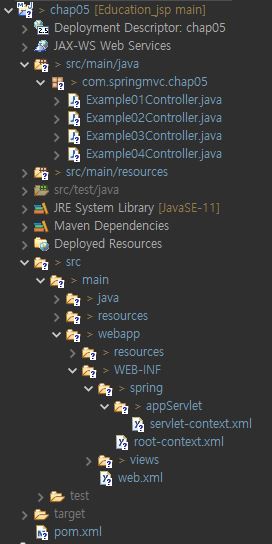 > chap05 [Education_jsp main]
Deployment Descriptor: chap05
JAX-WS Web Services
> src/main/java
> com.springmvc.chap05
> Example01Controller.java
> Example02Controller.java
> Example03Controller.java
> Example04Controller.java
> src/main/resources
src/test/java
JRE System Library [JavaSE-11]
Maven Dependencies
Deployed Resources
> src
> main
> java
> resources
> webapp
> resources
> WEB-INF
> spring
> appServlet
servlet-context.xml
root-context.xml
> views
web.xml
> test
> target
pom.xml